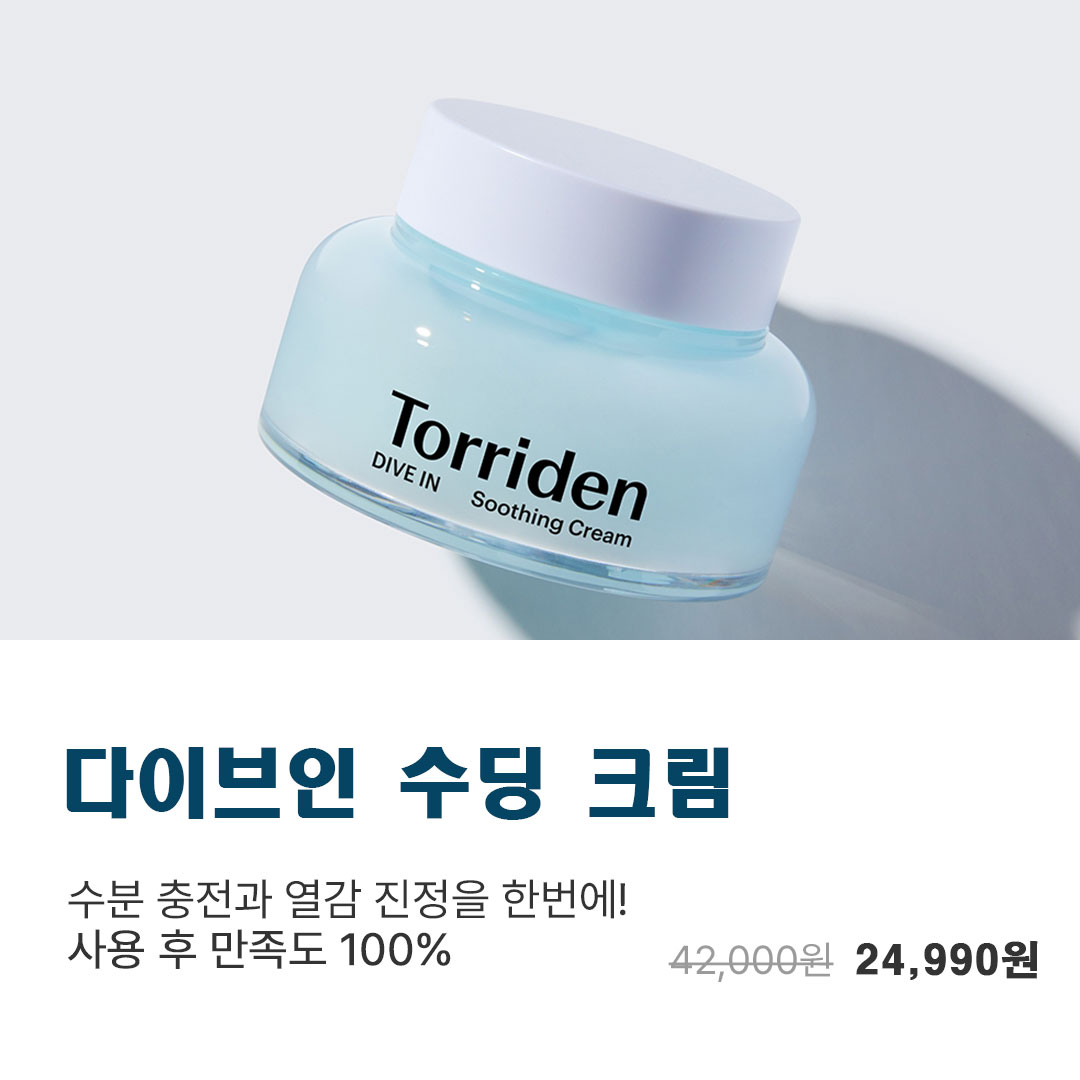 Torriden
DIVE IN Soothing Cream
다이브인 수딩 크림
수분 충전과 열감 진정을 한번에!
사용 후 만족도 100%
42,000원 24,990원